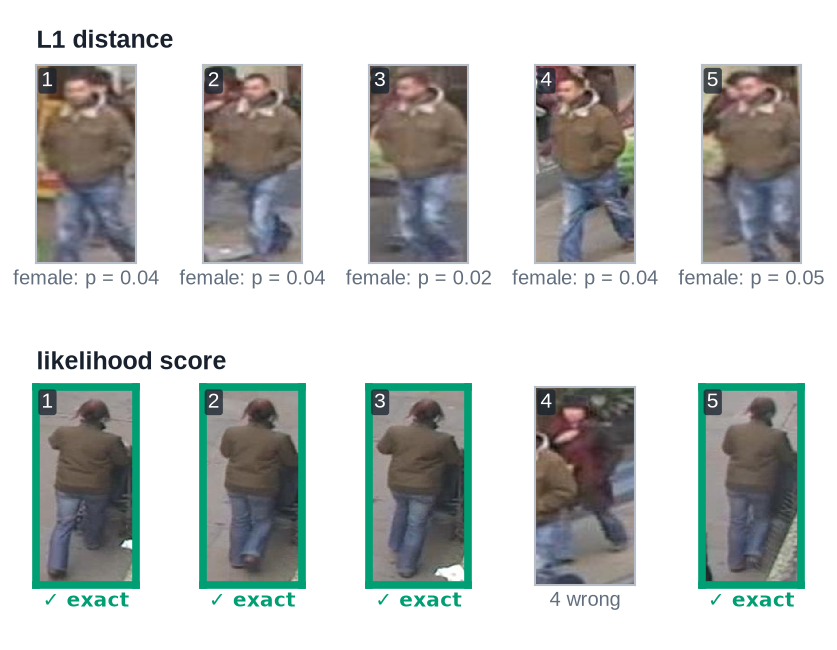 L1 distance
1 2 3 4 5
female: p = 0.04 female: p = 0.04 female: p = 0.02 female: p = 0.04 female: p = 0.05
likelihood score
1 2 3 4 5
✓ exact ✓ exact ✓ exact 4 wrong ✓ exact